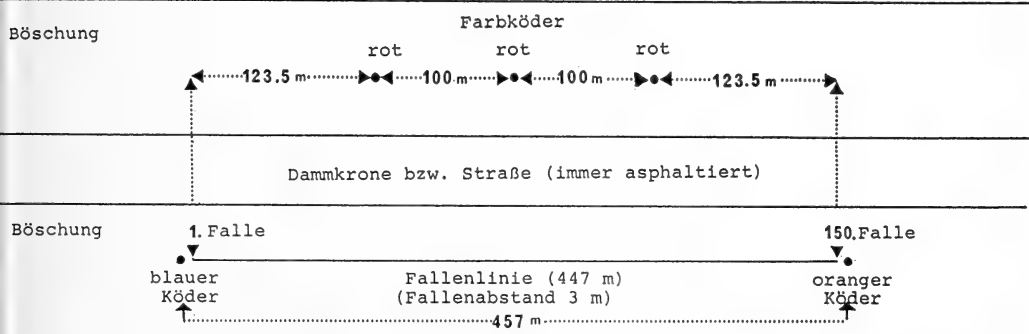 Farbköder
Böschung
rot rot rot
123.5 m 100 m 100 m 123.5 m
Dammkrone bzw. Straße (immer asphaltiert)
Böschung 1. Falle 150. Falle
blauer Fallenlinie (447 m) oranger
Köder (Fallenabstand 3 m) Köder
457 m